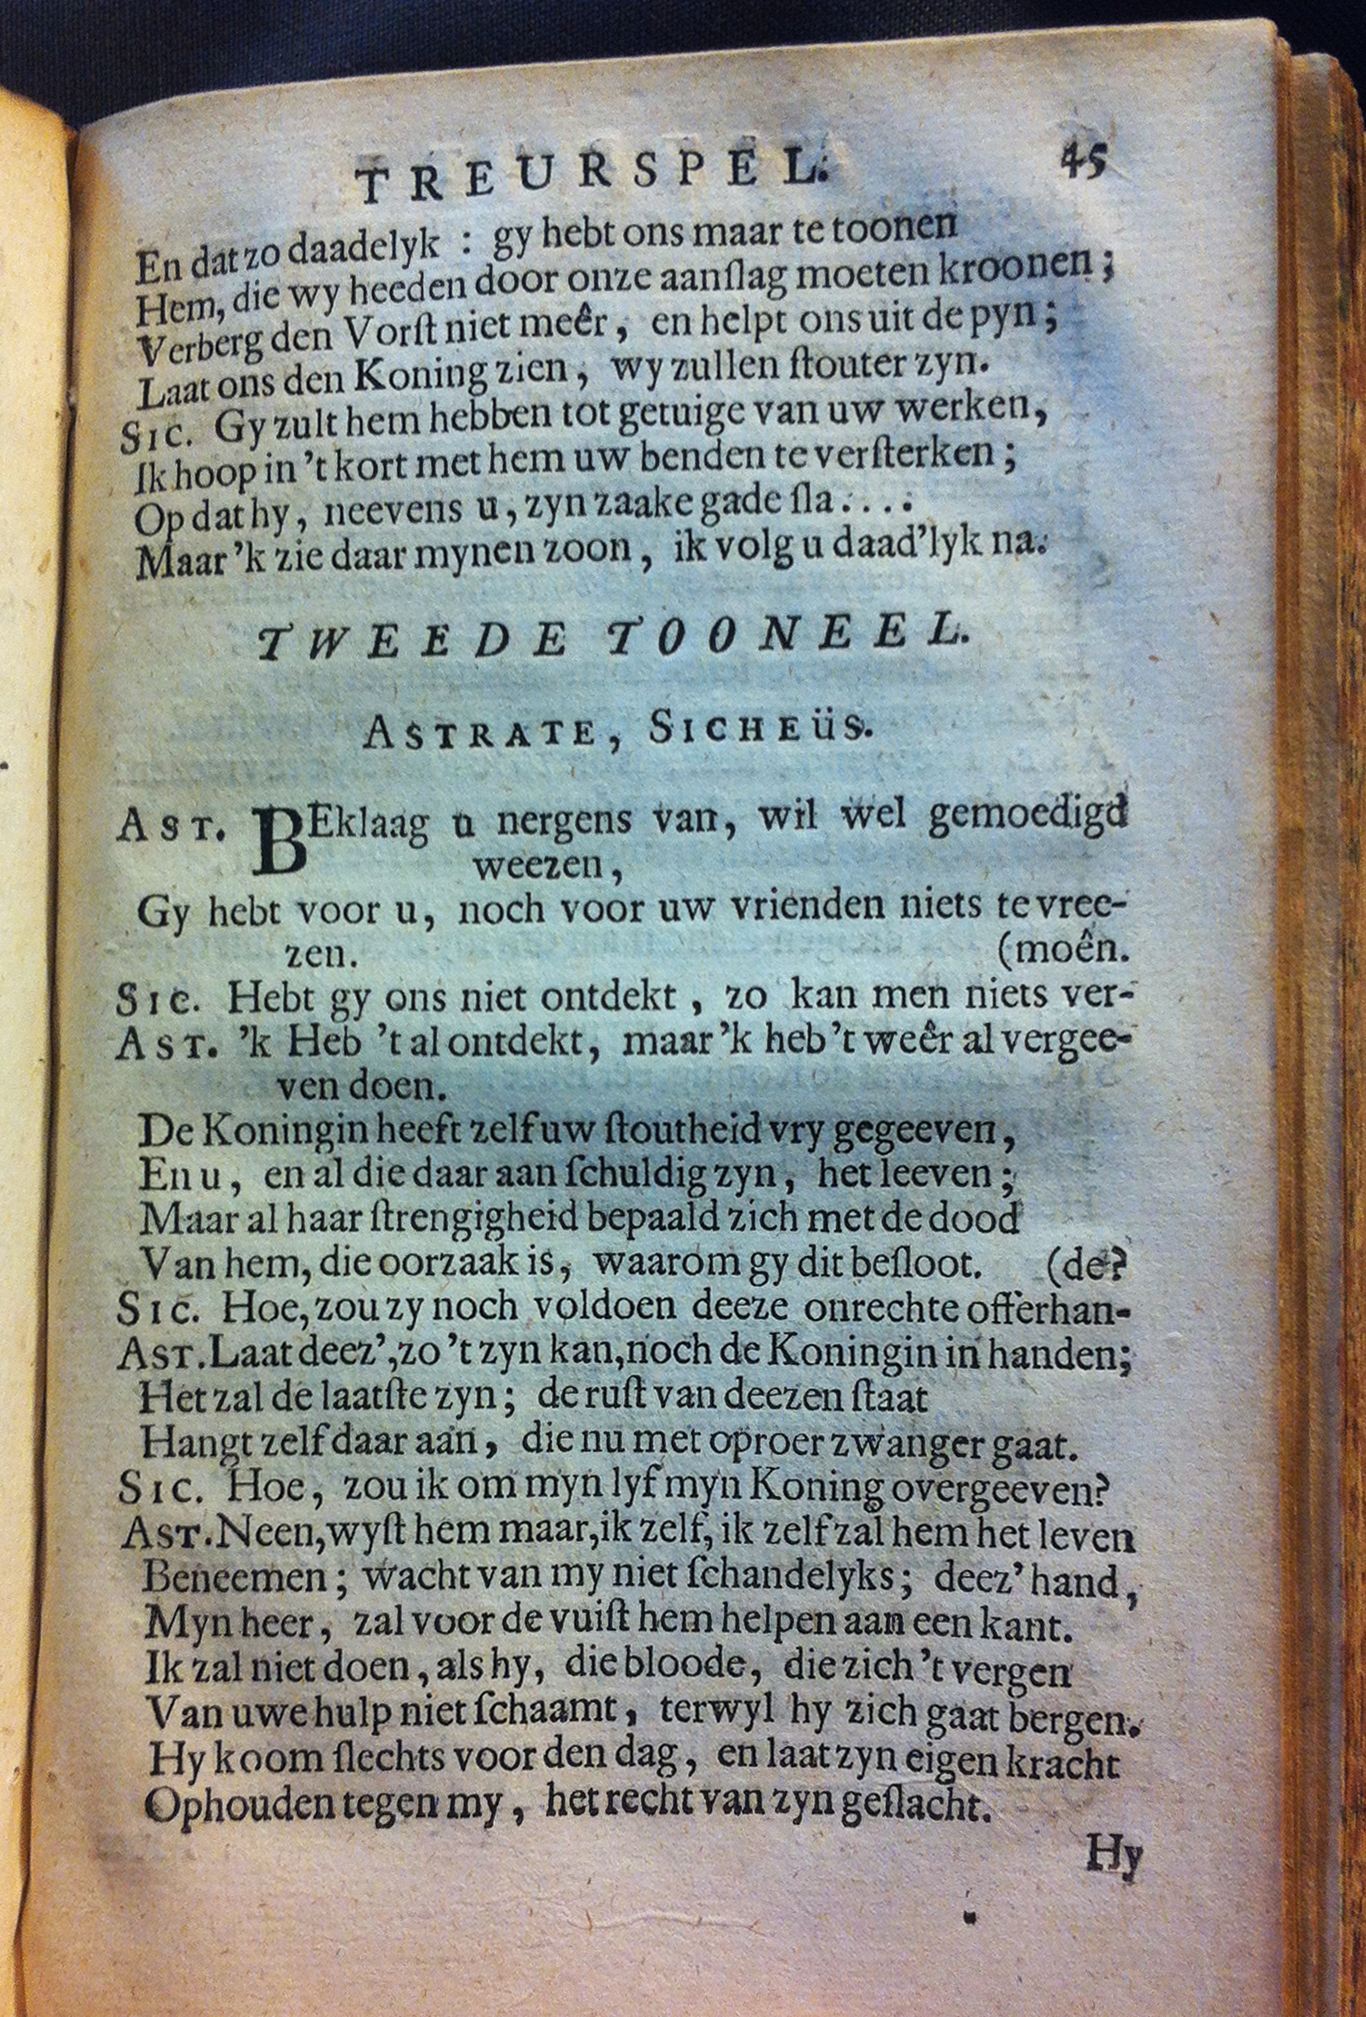 TREURSPEL. 45
En dat zo daadelyk : gy hebt ons maar te toonen
Hem, die wy heeden door onze aanſlag moeten kroonen ;
Verberg den Vorſt niet meêr, en helpt ons uit de pyn ;
Laat ons den Koning zien, wy zullen ſtouter zyn.
SIC. Gy zult hem hebben tot getuige van uw werken,
Ik hoop in 't kort met hem uw benden te verſterken ;
Op dat hy, neevens u, zyn zaake gade ſla....
Maar 'k zie daar mynen zoon, ik volg u daad'lyk na.
TWEEDE TOONEEL.
ASTRATE, SICHEÜS.
AST. BEklaag u nergens van, wil wel gemoedigd
weezen,
Gy hebt voor u, noch voor uw vrienden niets te vree-
zen. (moên.
SIC. Hebt gy ons niet ontdekt, zo kan men niets ver-
AST. 'k Heb 't al ontdekt, maar 'k heb 't weêr al vergee-
ven doen.
De Koningin heeft zelf uw ſtoutheid vry gegeeven,
En u, en al die daar aan ſchuldig zyn, het leeven ;
Maar al haar ſtrengigheid bepaald zich met de dood
Van hem, die oorzaak is, waarom gy dit beſloot. (de?
SIC. Hoe, zou zy noch voldoen deeze onrechte offerhan-
AST. Laat deez', zo 't zyn kan, noch de Koningin in handen;
Het zal de laatſte zyn ; de ruſt van deezen ſtaat
Hangt zelf daar aan, die nu met oproer zwanger gaat.
SIC. Hoe, zou ik om myn lyf myn Koning overgeeven?
AST. Neen, wyſt hem maar, ik zelf, ik zelf zal hem het leven
Beneemen ; wacht van my niet ſchandelyks ; deez' hand,
Myn heer, zal voor de vuiſt hem helpen aan een kant.
Ik zal niet doen, als hy, die bloode, die zich 't vergen
Van uwe hulp niet ſchaamt, terwyl hy zich gaat bergen.
Hy koom ſlechts voor den dag, en laat zyn eigen kracht
Ophouden tegen my, het recht van zyn geſlacht.
Hy